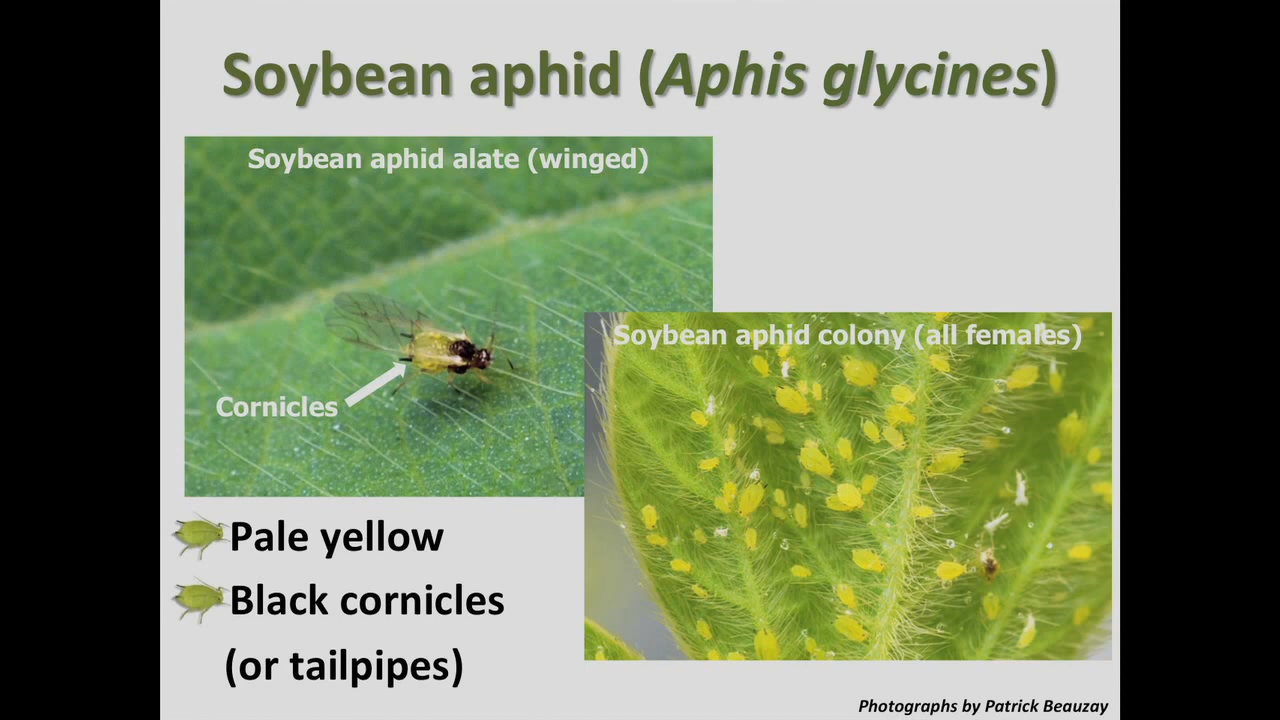 Soybean aphid (Aphis glycines)
Soybean aphid alate (winged)
Soybean aphid colony (all females)
Cornicles
Pale yellow
Black cornicles
(or tailpipes)
Photographs by Patrick Beauzay